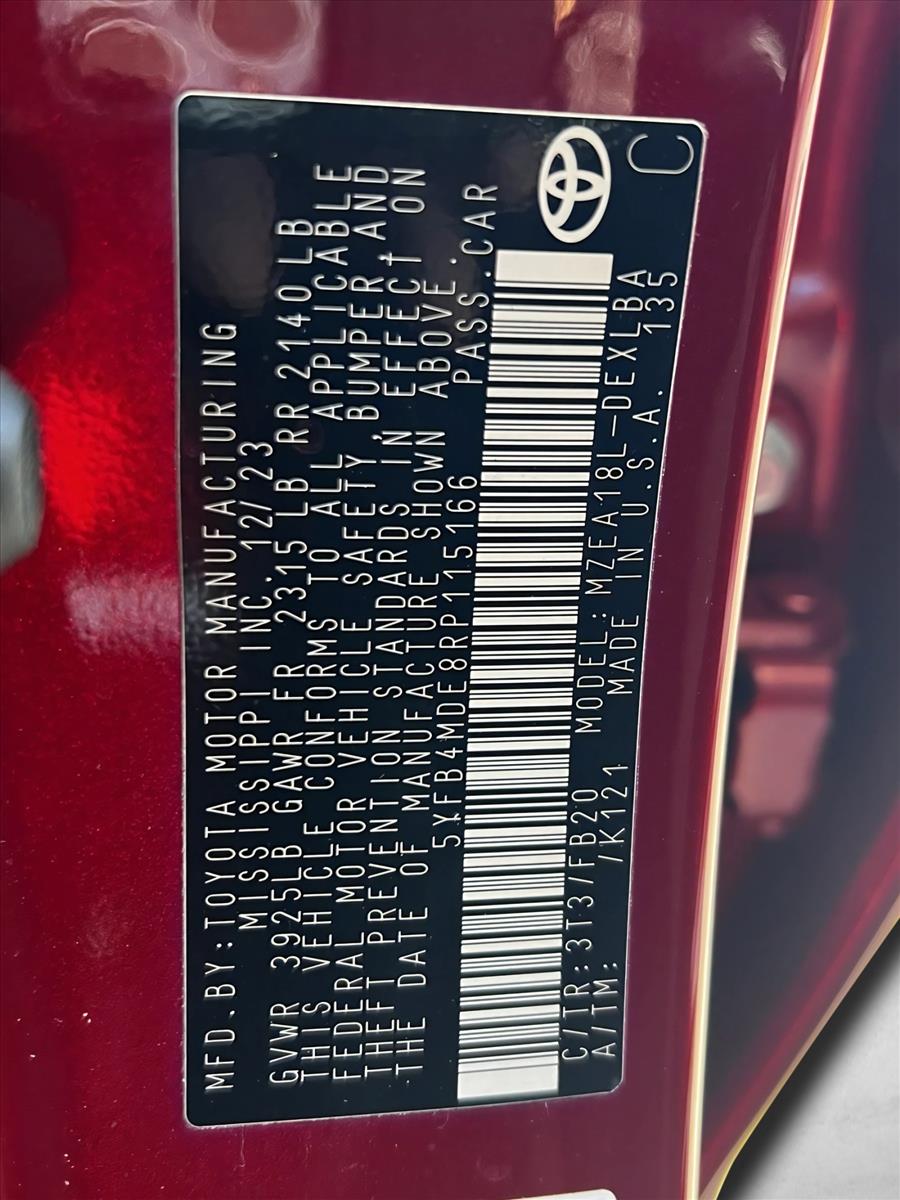 MFD.BY:TOYOTA MOTOR MANUFACTURING
MISSISSIPPI INC. 12/23
GVWR 3925LB GAWR FR 2315 LB RR 2140LB
THIS VEHICLE CONFORMS TO ALL APPLICABLE
FEDERAL MOTOR VEHICLE SAFETY, BUMPER, AND
THEFT PREVENTION STANDARDS IN EFFECT ON
THE DATE OF MANUFACTURE SHOWN ABOVE.
5YFB4MDE8RP115166 PASS.CAR
C/TR:3T3/FB20 MODEL:MZEA18L-DEXLBA
A/TM: /K121 MADE IN U.S.A. 135
C